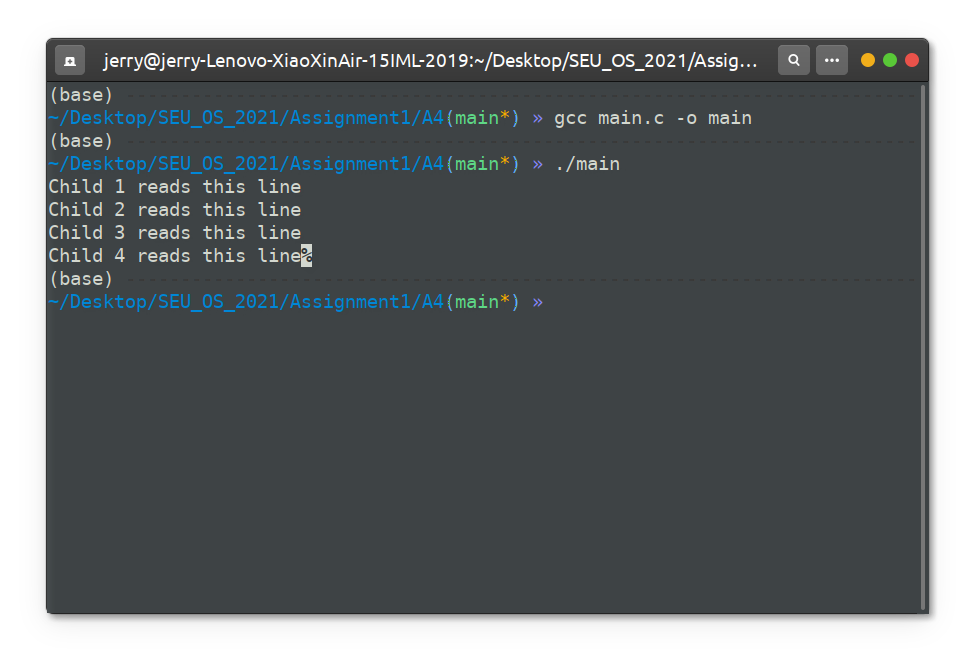 jerry@jerry-Lenovo-XiaoXinAir-15IML-2019:~/Desktop/SEU_OS_2021/Assig...
(base)
~/Desktop/SEU_OS_2021/Assignment1/A4(main*) » gcc main.c -o main
(base)
~/Desktop/SEU_OS_2021/Assignment1/A4(main*) » ./main
Child 1 reads this line
Child 2 reads this line
Child 3 reads this line
Child 4 reads this line%
(base)
~/Desktop/SEU_OS_2021/Assignment1/A4(main*) »